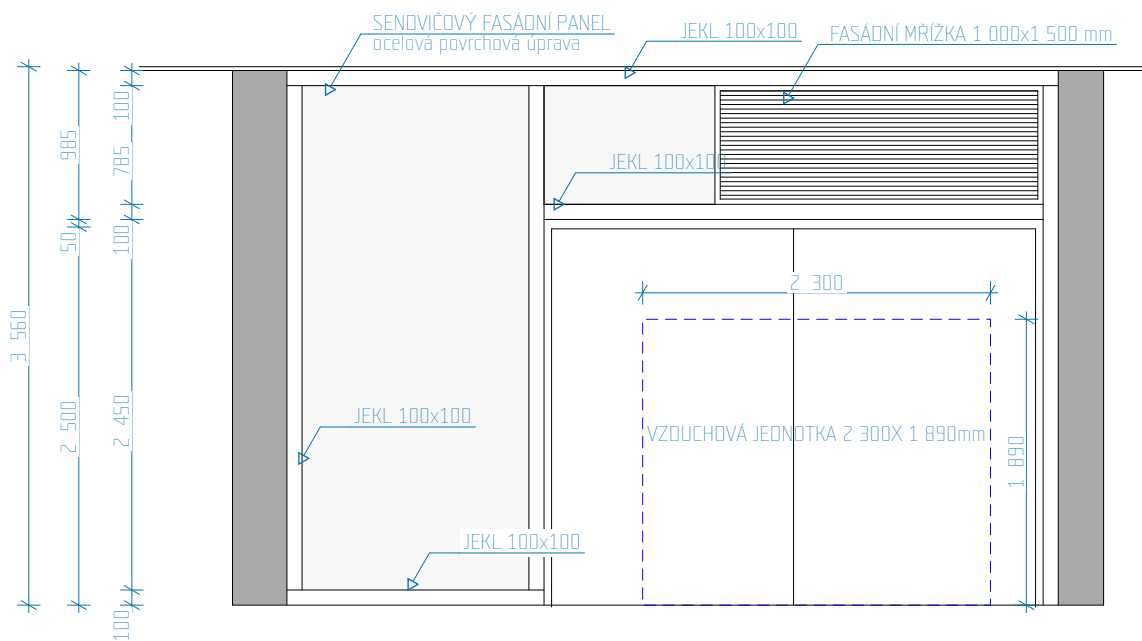 SENDVIČOVÝ FASÁDNÍ PANEL
ocelová povrchová úprava
JEKL 100x100
FASÁDNÍ MŘÍŽKA 1 000x1 500 mm
100
985
785
JEKL 100x100
50
100
2 300
3 560
2 500
2 450
JEKL 100x100
VZDUCHOVÁ JEDNOTKA 2 300X 1 890mm
1 890
JEKL 100x100
100